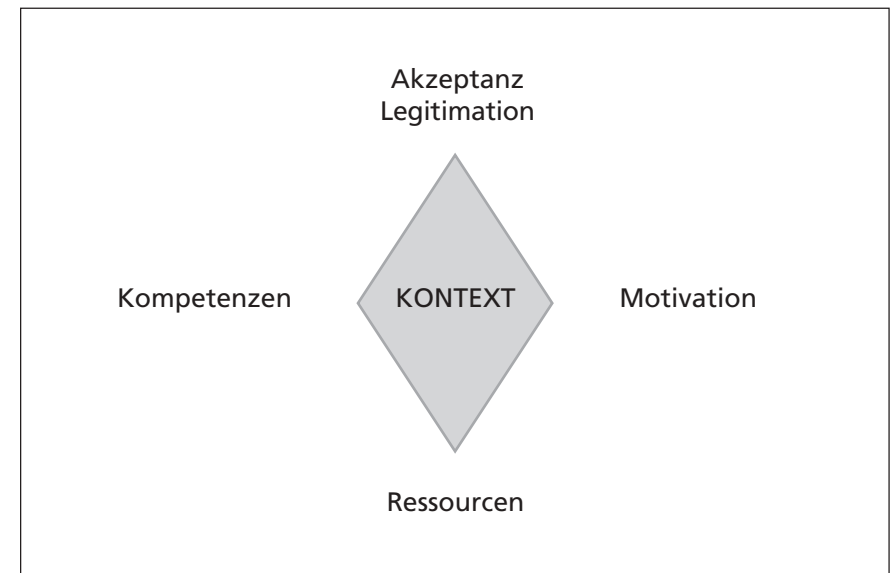 Akzeptanz
Legitimation
Kompetenzen
KONTEXT
Motivation
Ressourcen